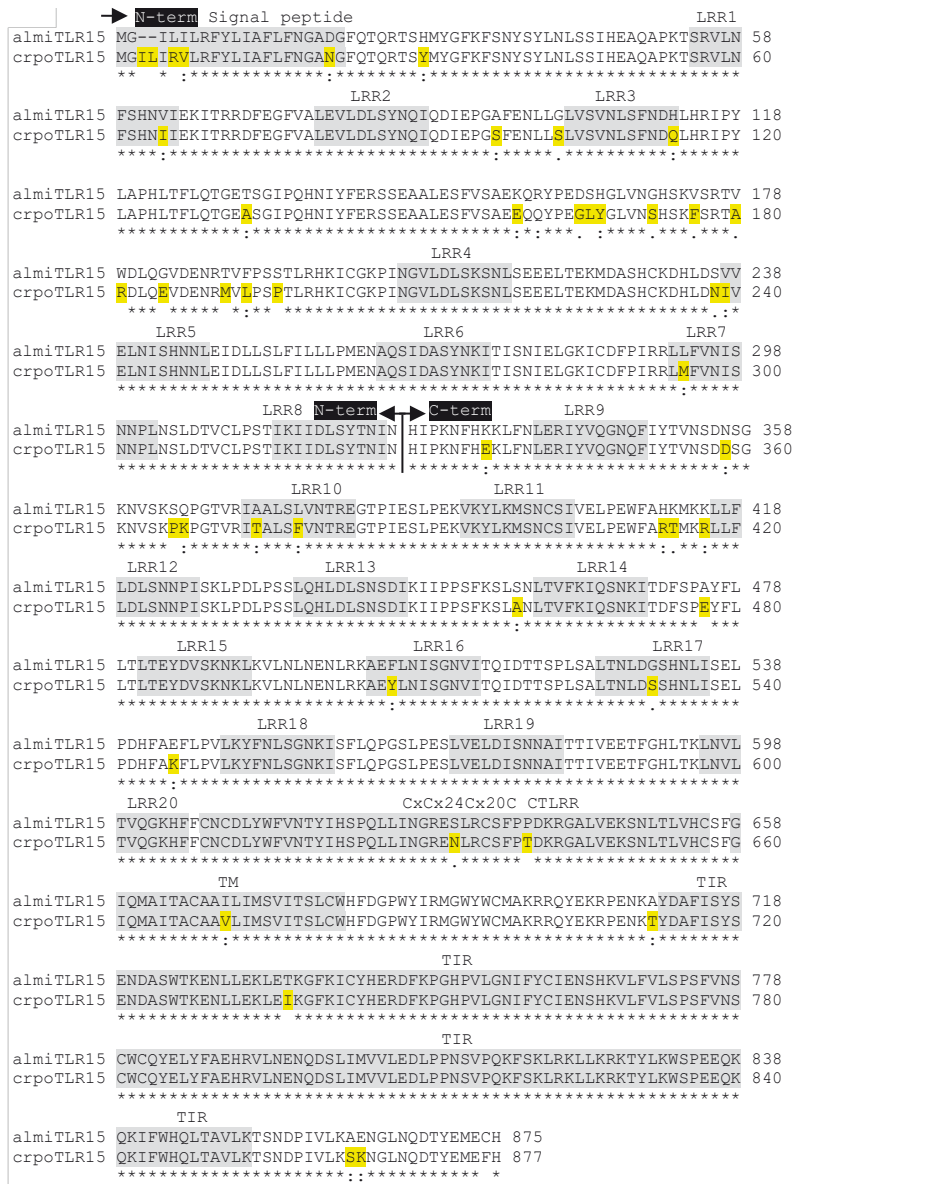 N-term Signal peptide LRR1
almiTLR15 MG--ILILRFYLIAFLFNGADGFQTQRTSHMYGFKFSNYSYLNLSSIHEAQAPKTSRVLN 58
crpoTLR15 MGILIRVLRFYLIAFLFNGANGFQTQRTSYMYGFKFSNYSYLNLSSIHEAQAPKTSRVLN 60
** * :************:********:******************************
LRR2 LRR3
almiTLR15 FSHNVIEKITRRDFEGFVALEVLDLSYNQIQDIEPGAFENLLGLVSVNLSFNDHLHRIPY 118
crpoTLR15 FSHNIIEKITRRDFEGFVALEVLDLSYNQIQDIEPGSFENLLSLVSVNLSFNDQLHRIPY 120
****:*******************************:*****.**********:******
almiTLR15 LAPHLTFLQTGETSGIPQHNIYFERSSEAALESFVSAEKQRYPEDSHGLVNGHSKVSRTV 178
crpoTLR15 LAPHLTFLQTGEASGIPQHNIYFERSSEAALESFVSAEEQQYPEGLYGLVNSHSKFSRTA 180
************:*************************:*:***. :****.***.***.
LRR4
almiTLR15 WDLQGVDENRTVFPSSTLRHKICGKPINGVLDLSKSNLSEEELTEKMDASHCKDHLDSVV 238
crpoTLR15 RDLQEVDENRMVLPSPTLRHKICGKPINGVLDLSKSNLSEEELTEKMDASHCKDHLDNIV 240
*** ***** *:** *****************************************.:*
LRR5 LRR6 LRR7
almiTLR15 ELNISHNNLEIDLLSLFILLLPMENAQSIDASYNKITISNIELGKICDFPIRRLLFVNIS 298
crpoTLR15 ELNISHNNLEIDLLSLFILLLPMENAQSIDASYNKITISNIELGKICDFPIRRLMFVNIS 300
******************************************************:*****
LRR8 N-term C-term LRR9
almiTLR15 NNPLNSLDTVCLPSTIKIIDLSYTNIN HIPKNFHKKLFNLERIYVQGNQFIYTVNSDNSG 358
crpoTLR15 NNPLNSLDTVCLPSTIKIIDLSYTNIN HIPKNFHEKLFNLERIYVQGNQFIYTVNSDDSG 360
*************************** *******:**********************:**
LRR10 LRR11
almiTLR15 KNVSKSQPGTVRIAALSLVNTREGTPIESLPEKVKYLKMSNCSIVELPEWFAHKMKKLLF 418
crpoTLR15 KNVSKPKPGTVRITALSFVNTREGTPIESLPEKVKYLKMSNCSIVELPEWFARTMKRLLF 420
***** :******:***:**********************************:.**:***
LRR12 LRR13 LRR14
almiTLR15 LDLSNNPISKLPDLPSSLQHLDLSNSDIKIIPPSFKSLSNLTVFKIQSNKITDFSPAYFL 478
crpoTLR15 LDLSNNPISKLPDLPSSLQHLDLSNSDIKIIPPSFKSLANLTVFKIQSNKITDFSPEYFL 480
**************************************:***************** ***
LRR15 LRR16 LRR17
almiTLR15 LTLTEYDVSKNKLKVLNLNENLRKAEFLNISGNVITQIDTTSPLSALTNLDGSHNLISEL 538
crpoTLR15 LTLTEYDVSKNKLKVLNLNENLRKAEYLNISGNVITQIDTTSPLSALTNLDSSHNLISEL 540
**************************:************************.********
LRR18 LRR19
almiTLR15 PDHFAEFLPVLKYFNLSGNKISFLQPGSLPESLVELDISNNAITTIVEETFGHLTKLNVL 598
crpoTLR15 PDHFAKFLPVLKYFNLSGNKISFLQPGSLPESLVELDISNNAITTIVEETFGHLTKLNVL 600
*****:******************************************************
LRR20 CxCx24Cx20C CTLRR
almiTLR15 TVQGKHFFCNCDLYWFVNTYIHSPQLLINGRESLRCSFPPDKRGALVEKSNLTLVHCSFG 658
crpoTLR15 TVQGKHFFCNCDLYWFVNTYIHSPQLLINGRENLRCSFPTDKRGALVEKSNLTLVHCSFG 660
********************************.****** ********************
TM TIR
almiTLR15 IQMAITACAAILIMSVITSLCWHFDGPWYIRMGWYWCMAKRRQYEKRPENKAYDAFISYS 718
crpoTLR15 IQMAITACAAVLIMSVITSLCWHFDGPWYIRMGWYWCMAKRRQYEKRPENKTYDAFISYS 720
**********:****************************************:********
TIR
almiTLR15 ENDASWTKENLLEKLETKGFKICYHERDFKPGHPVLGNIFYCIENSHKVLFVLSPSFVNS 778
crpoTLR15 ENDASWTKENLLEKLEIKGFKICYHERDFKPGHPVLGNIFYCIENSHKVLFVLSPSFVNS 780
**************** *******************************************
TIR
almiTLR15 CWCQYELYFAEHRVLNENQDSLIMVVLEDLPPNSVPQKFSKLRKLLKRKTYLKWSPEEQK 838
crpoTLR15 CWCQYELYFAEHRVLNENQDSLIMVVLEDLPPNSVPQKFSKLRKLLKRKTYLKWSPEEQK 840
************************************************************
TIR
almiTLR15 QKIFWHQLTAVLKTSNDPIVLKAENGLNQDTYEMECH 875
crpoTLR15 QKIFWHQLTAVLKTSNDPIVLKSKNGLNQDTYEMEFH 877
**********************::*********** *